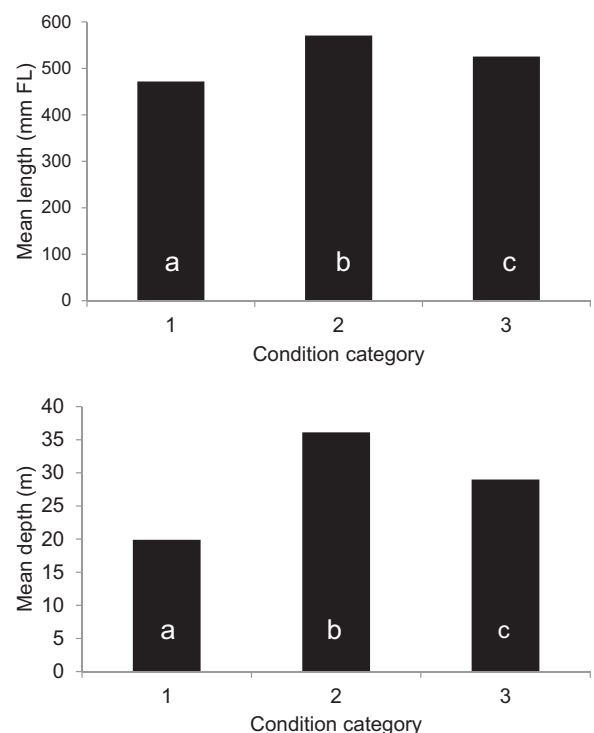 600
500
400
300
200
100
0
Mean length (mm FL)
a b c
1 2 3
Condition category
40
35
30
25
20
15
10
5
0
Mean depth (m)
a b c
1 2 3
Condition category